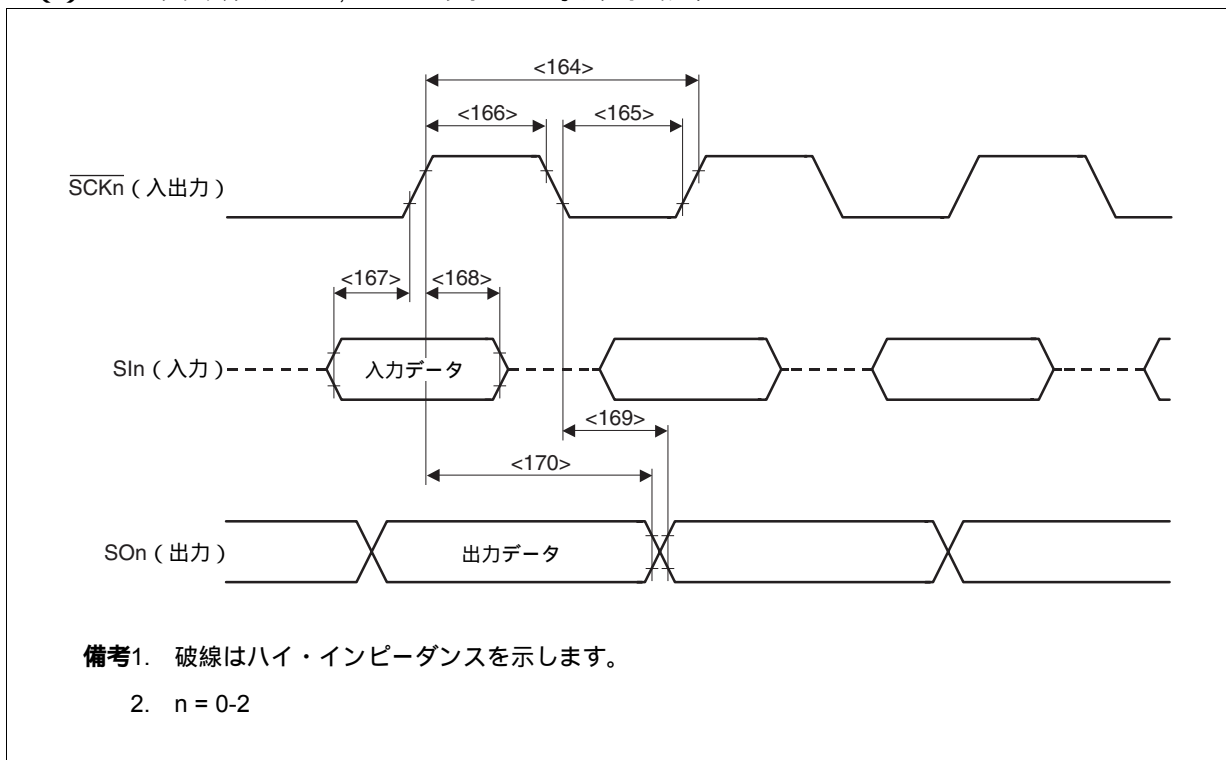 <164>
<166>
<165>
SCKn（入出力）
<167>
<168>
SIn（入力）
入力データ
<169>
<170>
SOn（出力）
出力データ
備考1. 破線はハイ・インピーダンスを示します。
2. n = 0-2